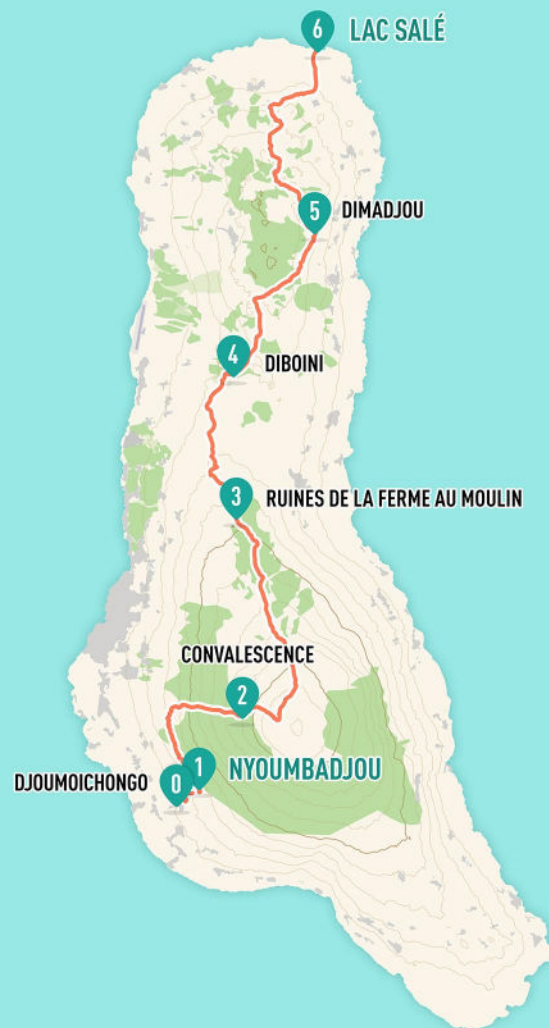 6 LAC SALÉ
5 DIMADJOU
4 DIBOINI
3 RUINES DE LA FERME AU MOULIN
CONVALESCENCE
2
1 NYOUMBADJOU
DJOUMOICHONGO 0